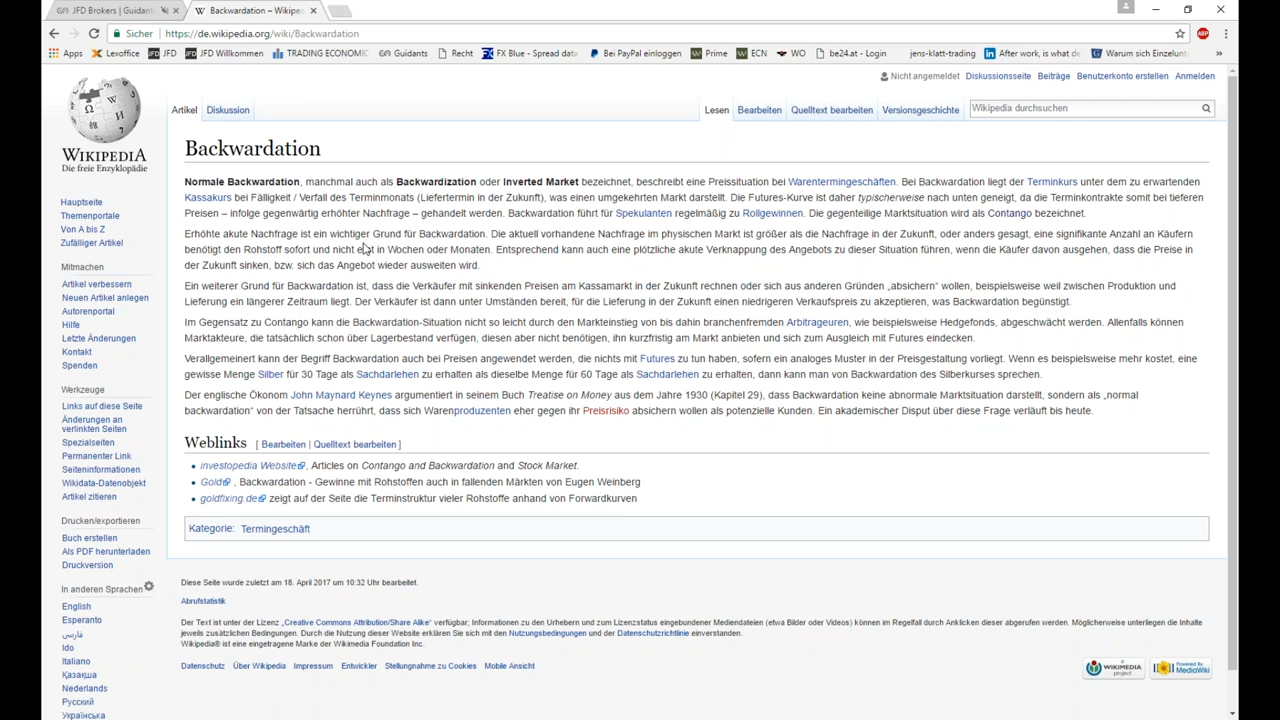 JFD Brokers | Guidants
Backwardation – Wikiped
Sicher
https://de.wikipedia.org/wiki/Backwardation
Apps Lexoffice JFD JFD Willkommen TRADING ECONOMIC Guidants Recht FX Blue - Spread data Bei PayPal einloggen Prime ECN WO be24.at - Login jens-klatt-trading After work, is what de Warum sich Einzelunt »
Nicht angemeldet Diskussionsseite Beiträge Benutzerkonto erstellen Anmelden
Artikel Diskussion Lesen Bearbeiten Quelltext bearbeiten Versionsgeschichte Wikipedia durchsuchen
WIKIPEDIA
Die freie Enzyklopädie
Hauptseite
Themenportale
Von A bis Z
Zufälliger Artikel
Mitmachen
Artikel verbessern
Neuen Artikel anlegen
Autorenportal
Hilfe
Letzte Änderungen
Kontakt
Spenden
Werkzeuge
Links auf diese Seite
Änderungen an
verlinkten Seiten
Spezialseiten
Permanenter Link
Seiteninformationen
Wikidata-Datenobjekt
Artikel zitieren
Drucken/exportieren
Buch erstellen
Als PDF herunterladen
Druckversion
In anderen Sprachen
English
Esperanto
فارسی
Ido
Italiano
Қазақша
Nederlands
Русский
Українська
Backwardation
Normale Backwardation, manchmal auch als Backwardization oder Inverted Market bezeichnet, beschreibt eine Preissituation bei Warentermingeschäften. Bei Backwardation liegt der Terminkurs unter dem zu erwartenden
Kassakurs bei Fälligkeit / Verfall des Terminmonats (Liefertermin in der Zukunft), was einen umgekehrten Markt darstellt. Die Futures-Kurve ist daher typischerweise nach unten geneigt, da die Terminkontrakte somit bei tieferen
Preisen – infolge gegenwärtig erhöhter Nachfrage – gehandelt werden. Backwardation führt für Spekulanten regelmäßig zu Rollgewinnen. Die gegenteilige Marktsituation wird als Contango bezeichnet.
Erhöhte akute Nachfrage ist ein wichtiger Grund für Backwardation. Die aktuell vorhandene Nachfrage im physischen Markt ist größer als die Nachfrage in der Zukunft, oder anders gesagt, eine signifikante Anzahl an Käufern
benötigt den Rohstoff sofort und nicht erst in Wochen oder Monaten. Entsprechend kann auch eine plötzliche akute Verknappung des Angebots zu dieser Situation führen, wenn die Käufer davon ausgehen, dass die Preise in
der Zukunft sinken, bzw. sich das Angebot wieder ausweiten wird.
Ein weiterer Grund für Backwardation ist, dass die Verkäufer mit sinkenden Preisen am Kassamarkt in der Zukunft rechnen oder sich aus anderen Gründen „absichern“ wollen, beispielsweise weil zwischen Produktion und
Lieferung ein längerer Zeitraum liegt. Der Verkäufer ist dann unter Umständen bereit, für die Lieferung in der Zukunft einen niedrigeren Verkaufspreis zu akzeptieren, was Backwardation begünstigt.
Im Gegensatz zu Contango kann die Backwardation-Situation nicht so leicht durch den Markteinstieg von bis dahin branchenfremden Arbitrageuren, wie beispielsweise Hedgefonds, abgeschwächt werden. Allenfalls können
Marktakteure, die tatsächlich schon über Lagerbestand verfügen, diesen aber nicht benötigen, ihn kurzfristig am Markt anbieten und sich zum Ausgleich mit Futures eindecken.
Verallgemeinert kann der Begriff Backwardation auch bei Preisen angewendet werden, die nichts mit Futures zu tun haben, sofern ein analoges Muster in der Preisgestaltung vorliegt. Wenn es beispielsweise mehr kostet, eine
gewisse Menge Silber für 30 Tage als Sachdarlehen zu erhalten als dieselbe Menge für 60 Tage als Sachdarlehen zu erhalten, dann kann man von Backwardation des Silberkurses sprechen.
Der englische Ökonom John Maynard Keynes argumentiert in seinem Buch Treatise on Money aus dem Jahre 1930 (Kapitel 29), dass Backwardation keine abnormale Marktsituation darstellt, sondern als „normal
backwardation“ von der Tatsache herrührt, dass sich Warenproduzenten eher gegen ihr Preisrisiko absichern wollen als potenzielle Kunden. Ein akademischer Disput über diese Frage verläuft bis heute.
Weblinks [ Bearbeiten | Quelltext bearbeiten ]
investopedia Website, Articles on Contango and Backwardation and Stock Market.
Gold , Backwardation - Gewinne mit Rohstoffen auch in fallenden Märkten von Eugen Weinberg
goldfixing.de zeigt auf der Seite die Terminstruktur vieler Rohstoffe anhand von Forwardkurven
Kategorie: Termingeschäft
Diese Seite wurde zuletzt am 18. April 2017 um 10:32 Uhr bearbeitet.
Abrufstatistik
Der Text ist unter der Lizenz „Creative Commons Attribution/Share Alike“ verfügbar; Informationen zu den Urhebern und zum Lizenzstatus eingebundener Mediendateien (etwa Bilder oder Videos) können im Regelfall durch Anklicken dieser abgerufen werden. Möglicherweise unterliegen die Inhalte
jeweils zusätzlichen Bedingungen. Durch die Nutzung dieser Website erklären Sie sich mit den Nutzungsbedingungen und der Datenschutzrichtlinie einverstanden.
Wikipedia® ist eine eingetragene Marke der Wikimedia Foundation Inc.
Datenschutz Über Wikipedia Impressum Entwickler Stellungnahme zu Cookies Mobile Ansicht
A WIKIMEDIA project
Powered By MediaWiki